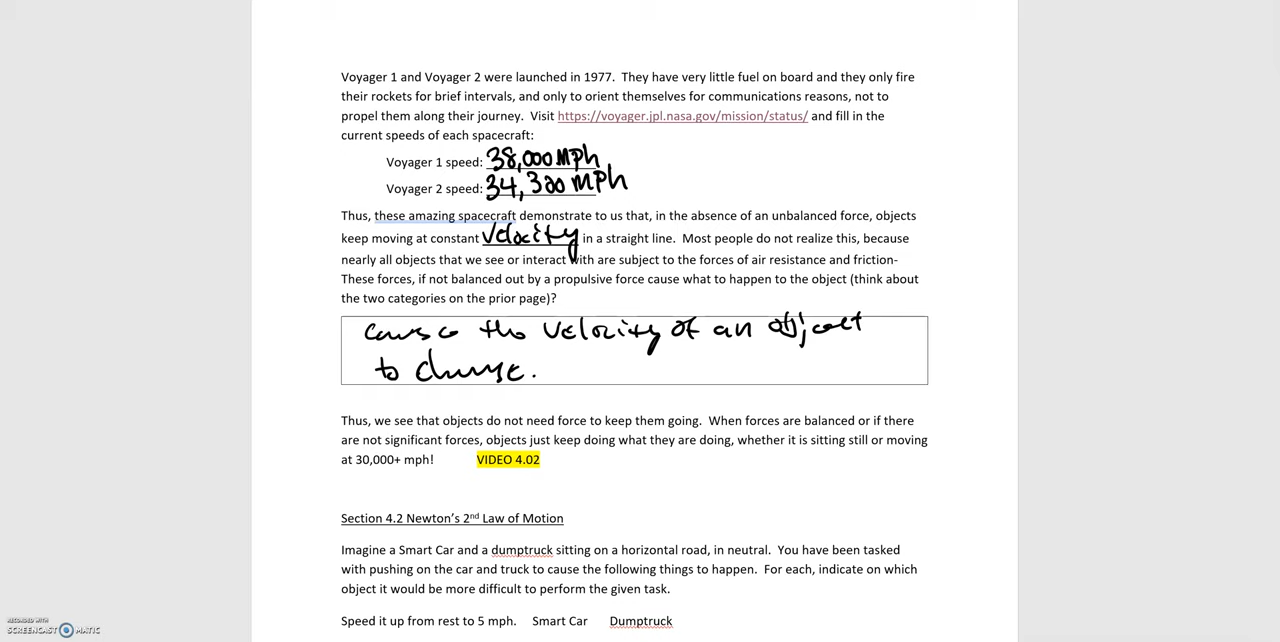 Voyager 1 and Voyager 2 were launched in 1977. They have very little fuel on board and they only fire
their rockets for brief intervals, and only to orient themselves for communications reasons, not to
propel them along their journey. Visit https://voyager.jpl.nasa.gov/mission/status/ and fill in the
current speeds of each spacecraft:
Voyager 1 speed: 38,000 MPh
Voyager 2 speed: 34,300 MPh
Thus, these amazing spacecraft demonstrate to us that, in the absence of an unbalanced force, objects
keep moving at constant velocity in a straight line. Most people do not realize this, because
nearly all objects that we see or interact with are subject to the forces of air resistance and friction-
These forces, if not balanced out by a propulsive force cause what to happen to the object (think about
the two categories on the prior page)?
cause the velocity of an object
to change.
Thus, we see that objects do not need force to keep them going. When forces are balanced or if there
are not significant forces, objects just keep doing what they are doing, whether it is sitting still or moving
at 30,000+ mph! VIDEO 4.02
Section 4.2 Newton's 2nd Law of Motion
Imagine a Smart Car and a dumptruck sitting on a horizontal road, in neutral. You have been tasked
with pushing on the car and truck to cause the following things to happen. For each, indicate on which
object it would be more difficult to perform the given task.
Speed it up from rest to 5 mph. Smart Car Dumptruck
RECORDED WITH
SCREENCAST MATIC